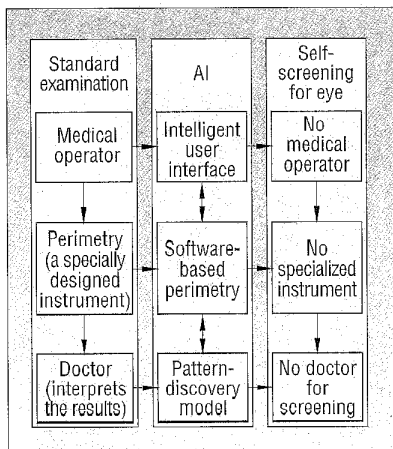 Standard
examination
Medical
operator
Perimetry
(a specially
designed
instrument)
Doctor
(interprets
the results)
AI
Intelligent
user
interface
Software-
based
perimetry
Pattern-
discovery
model
Self-
screening
for eye
No
medical
operator
No
specialized
instrument
No doctor
for
screening